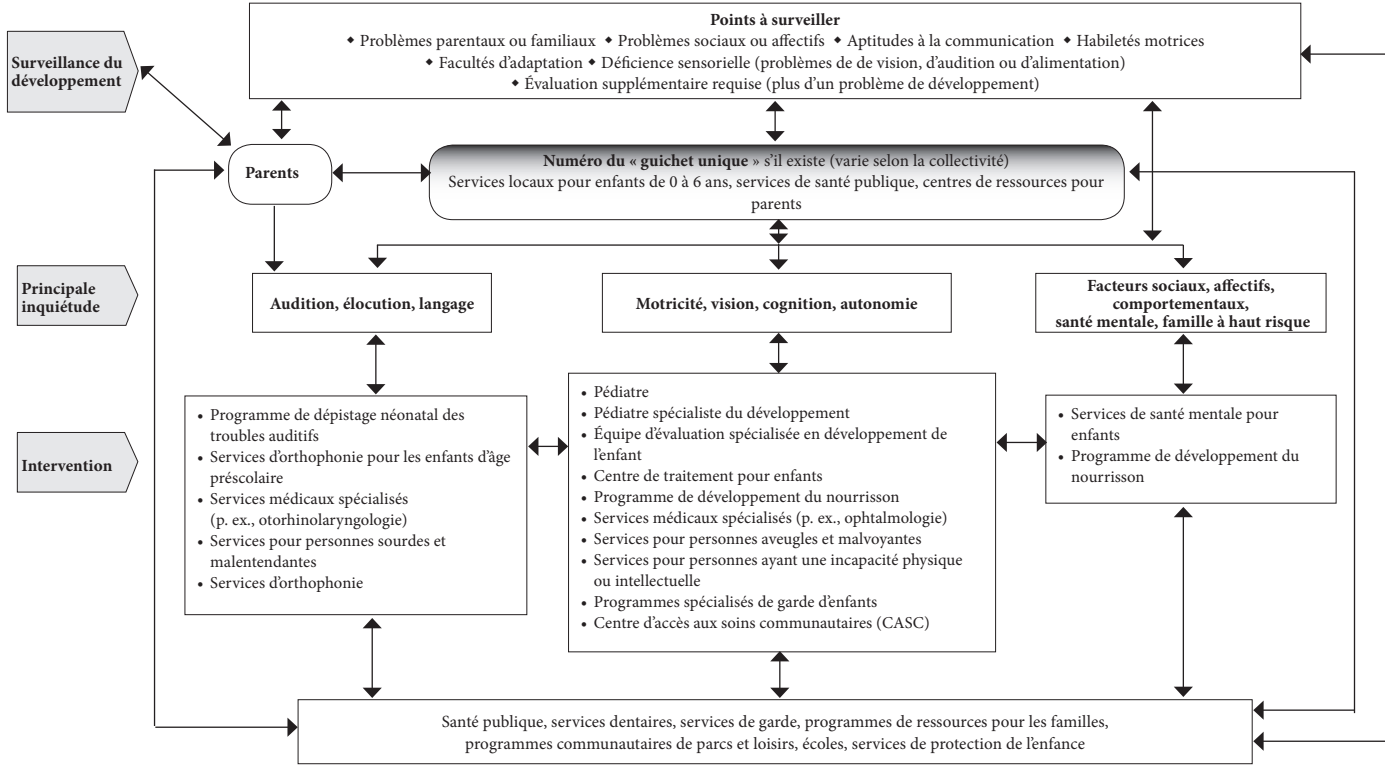 Points à surveiller
◆ Problèmes parentaux ou familiaux ◆ Problèmes sociaux ou affectifs ◆ Aptitudes à la communication ◆ Habiletés motrices
◆ Facultés d'adaptation ◆ Déficience sensorielle (problèmes de de vision, d'audition ou d'alimentation)
◆ Évaluation supplémentaire requise (plus d'un problème de développement)
Surveillance du
développement
Parents
Numéro du « guichet unique » s'il existe (varie selon la collectivité)
Services locaux pour enfants de 0 à 6 ans, services de santé publique, centres de ressources pour
parents
Principale
inquiétude
Audition, élocution, langage
Motricité, vision, cognition, autonomie
Facteurs sociaux, affectifs,
comportementaux,
santé mentale, famille à haut risque
Intervention
• Programme de dépistage néonatal des
troubles auditifs
• Services d'orthophonie pour les enfants d'âge
préscolaire
• Services médicaux spécialisés
(p. ex., otorhinolaryngologie)
• Services pour personnes sourdes et
malentendantes
• Services d'orthophonie
• Pédiatre
• Pédiatre spécialiste du développement
• Équipe d'évaluation spécialisée en développement de
l'enfant
• Centre de traitement pour enfants
• Programme de développement du nourrisson
• Services médicaux spécialisés (p. ex., ophtalmologie)
• Services pour personnes aveugles et malvoyantes
• Services pour personnes ayant une incapacité physique
ou intellectuelle
• Programmes spécialisés de garde d'enfants
• Centre d'accès aux soins communautaires (CASC)
• Services de santé mentale pour
enfants
• Programme de développement du
nourrisson
Santé publique, services dentaires, services de garde, programmes de ressources pour les familles,
programmes communautaires de parcs et loisirs, écoles, services de protection de l'enfance